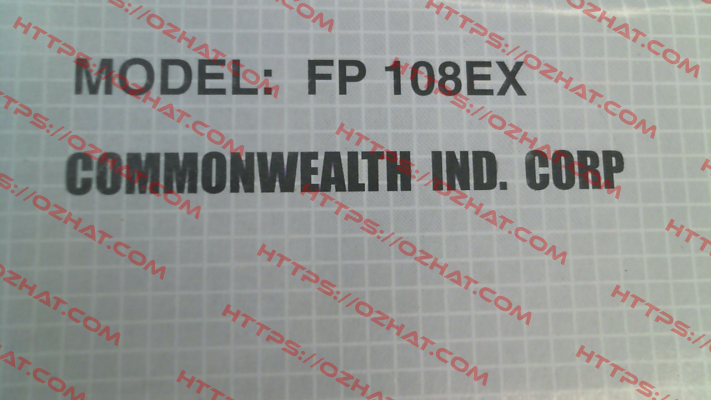 MODEL: FP 108EX
COMMONWEALTH IND. CORP
HTTPS://OZHAT.COM